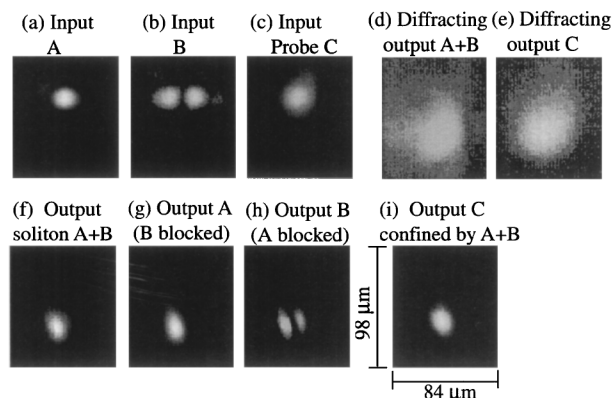 (a) Input
A
(b) Input
B
(c) Input
Probe C
(d) Diffracting
output A+B
(e) Diffracting
output C
(f) Output
soliton A+B
(g) Output A
(B blocked)
(h) Output B
(A blocked)
(i) Output C
confined by A+B
98 μm
84 μm